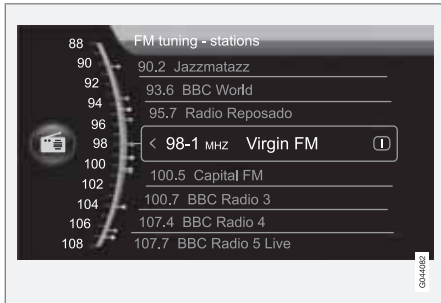 FM tuning - stations
88
90
92
94
96
98
100
102
104
106
108
90.2 Jazzmatazz
93.6 BBC World
95.7 Radio Reposado
< 98-1 MHZ Virgin FM I
100.5 Capital FM
100.7 BBC Radio 3
107.4 BBC Radio 4
107.7 BBC Radio 5 Live
G044082